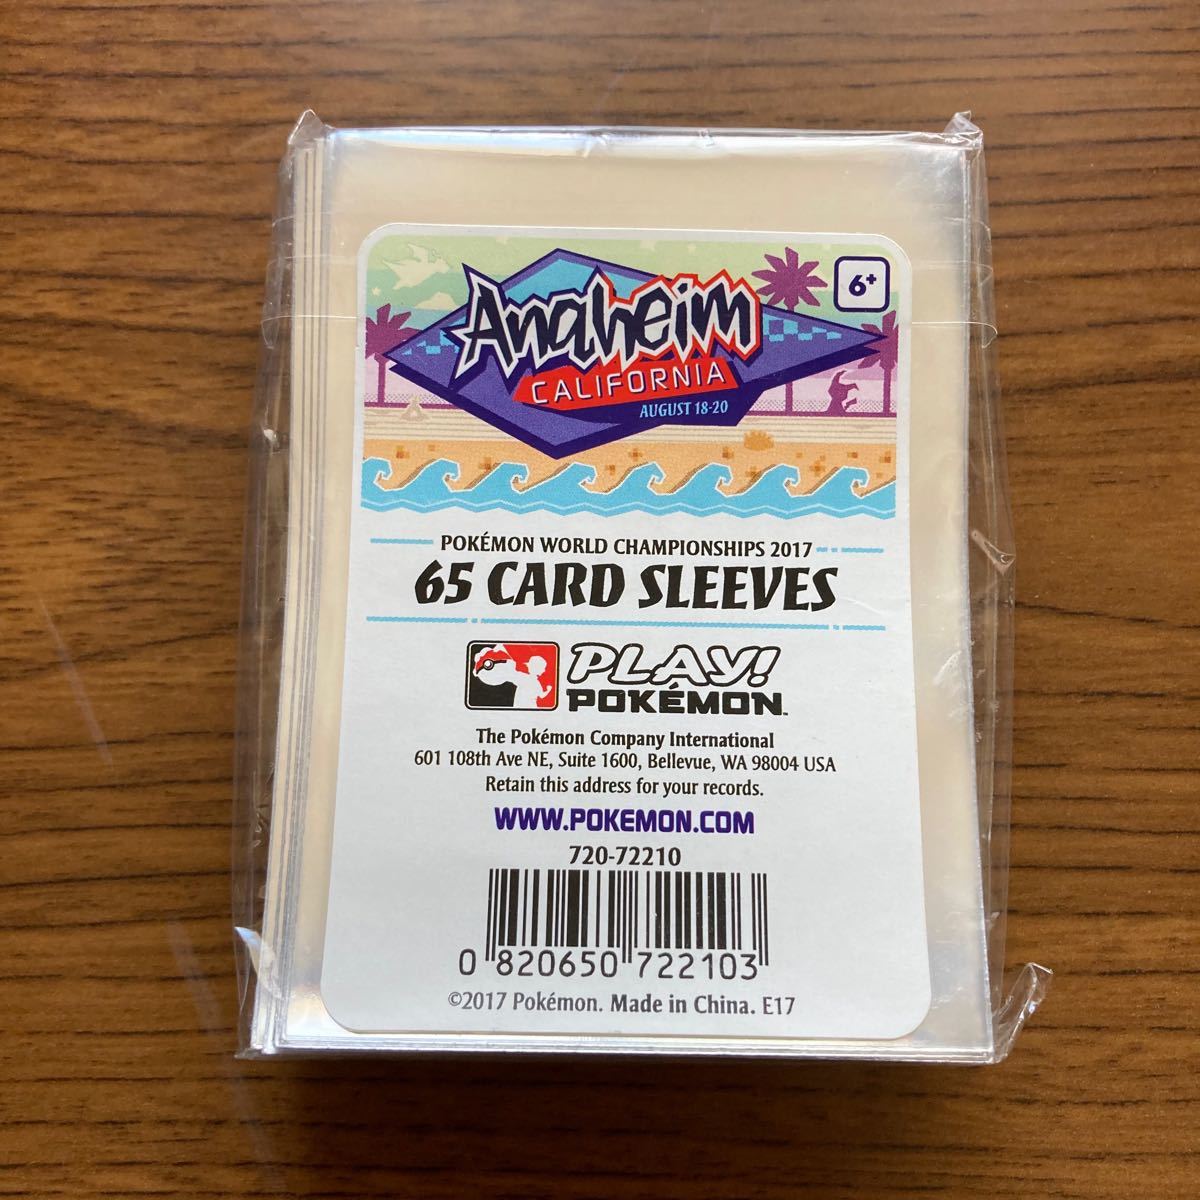 Anaheim
CALIFORNIA
AUGUST 18-20
6+
POKÉMON WORLD CHAMPIONSHIPS 2017
65 CARD SLEEVES
PLAY!
POKÉMON™
The Pokémon Company International
601 108th Ave NE, Suite 1600, Bellevue, WA 98004 USA
Retain this address for your records.
WWW.POKEMON.COM
720-72210
0 820650 722103
©2017 Pokémon. Made in China. E17